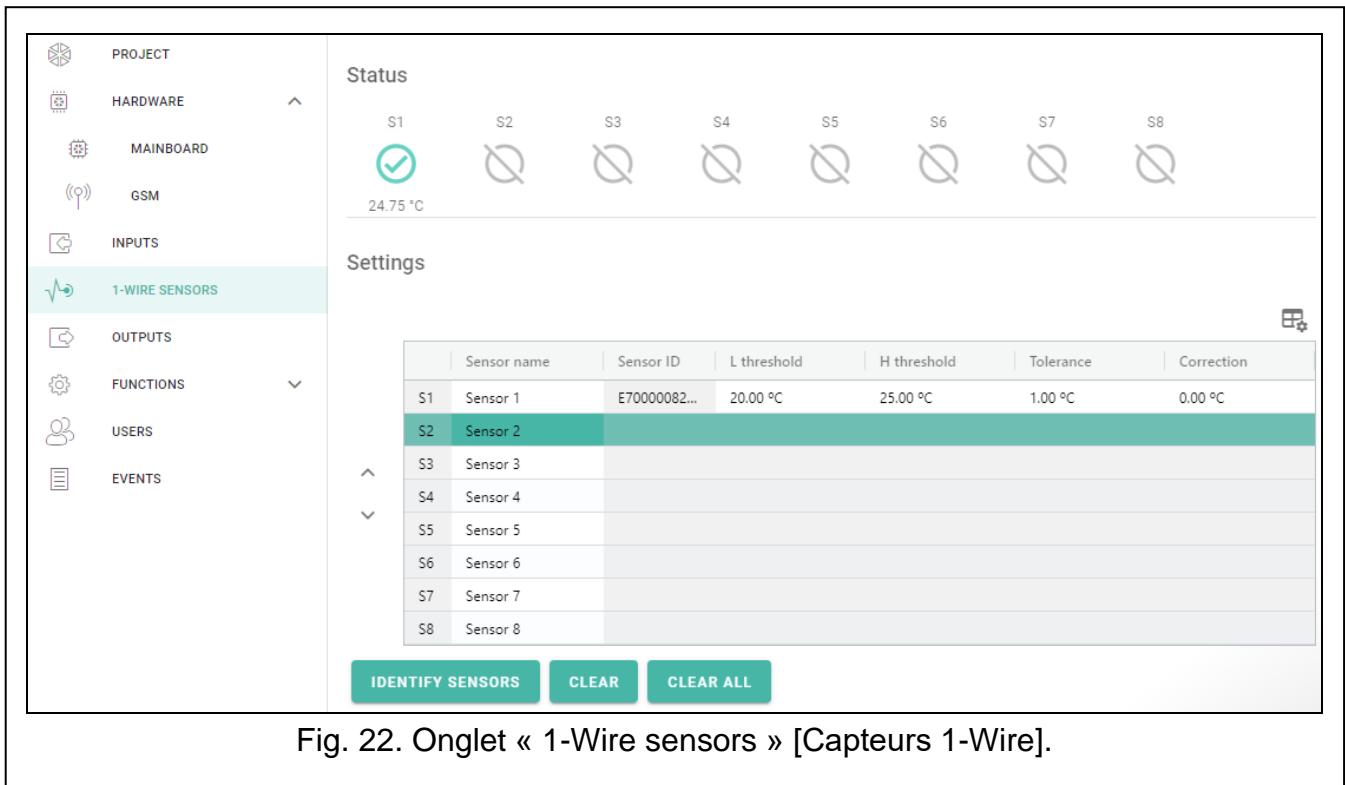 PROJECT
HARDWARE
MAINBOARD
GSM
INPUTS
1-WIRE SENSORS
OUTPUTS
FUNCTIONS
USERS
EVENTS
Status
S1 S2 S3 S4 S5 S6 S7 S8
24.75 °C
Settings
Sensor name Sensor ID L threshold H threshold Tolerance Correction
S1 Sensor 1 E70000082... 20.00 ºC 25.00 ºC 1.00 ºC 0.00 ºC
S2 Sensor 2
S3 Sensor 3
S4 Sensor 4
S5 Sensor 5
S6 Sensor 6
S7 Sensor 7
S8 Sensor 8
IDENTIFY SENSORS CLEAR CLEAR ALL
Fig. 22. Onglet « 1-Wire sensors » [Capteurs 1-Wire].